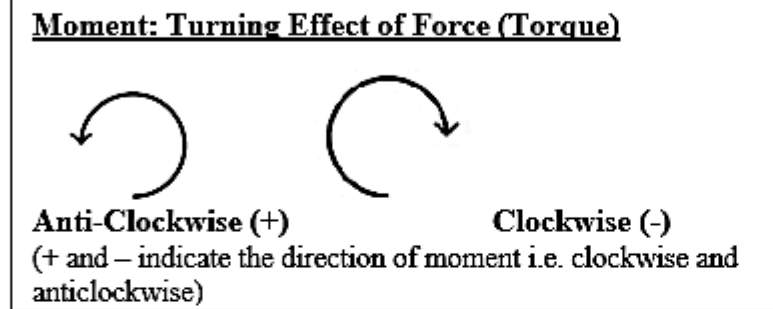 Moment: Turning Effect of Force (Torque)
Anti-Clockwise (+) Clockwise (-)
(+ and – indicate the direction of moment i.e. clockwise and
anticlockwise)